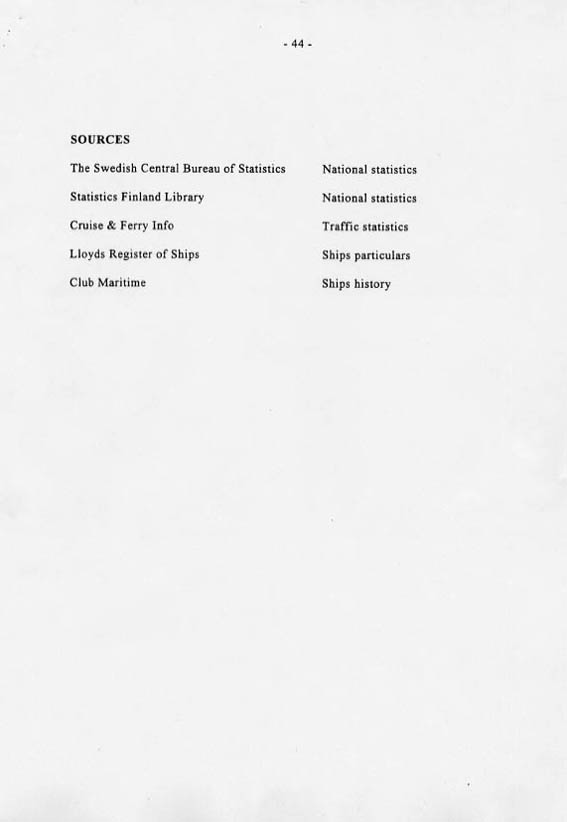 - 44 -
SOURCES
The Swedish Central Bureau of Statistics National statistics
Statistics Finland Library National statistics
Cruise & Ferry Info Traffic statistics
Lloyds Register of Ships Ships particulars
Club Maritime Ships history